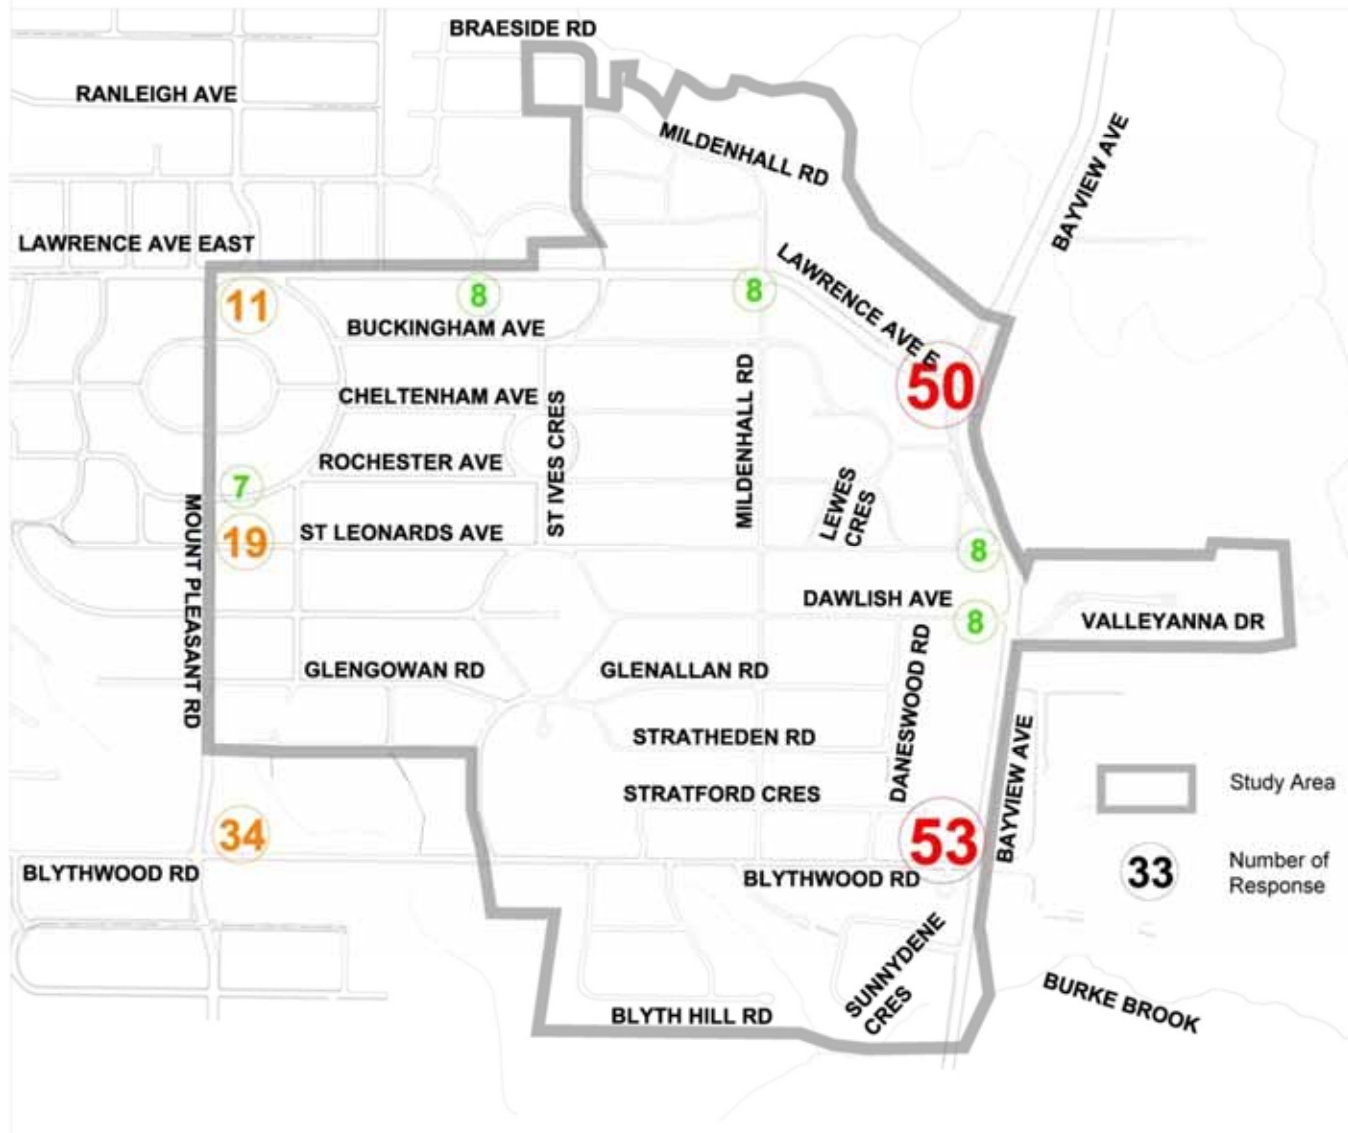 BRAESIDE RD
RANLEIGH AVE
MILDENHALL RD
BAYVIEW AVE
LAWRENCE AVE EAST
LAWRENCE AVE E
11
8
8
BUCKINGHAM AVE
50
CHELTENHAM AVE
ST IVES CRES
MILDENHALL RD
ROCHESTER AVE
7
LEWES
CRES
MOUNT PLEASANT RD
19
ST LEONARDS AVE
8
DAWLISH AVE
8
VALLEYANNA DR
GLENGOWAN RD
GLENALLAN RD
DANESWOOD RD
STRATHEDEN RD
BAYVIEW AVE
STRATFORD CRES
Study Area
34
53
BLYTHWOOD RD
BLYTHWOOD RD
33
Number of
Response
SUNNYDENE
CRES
BLYTH HILL RD
BURKE BROOK